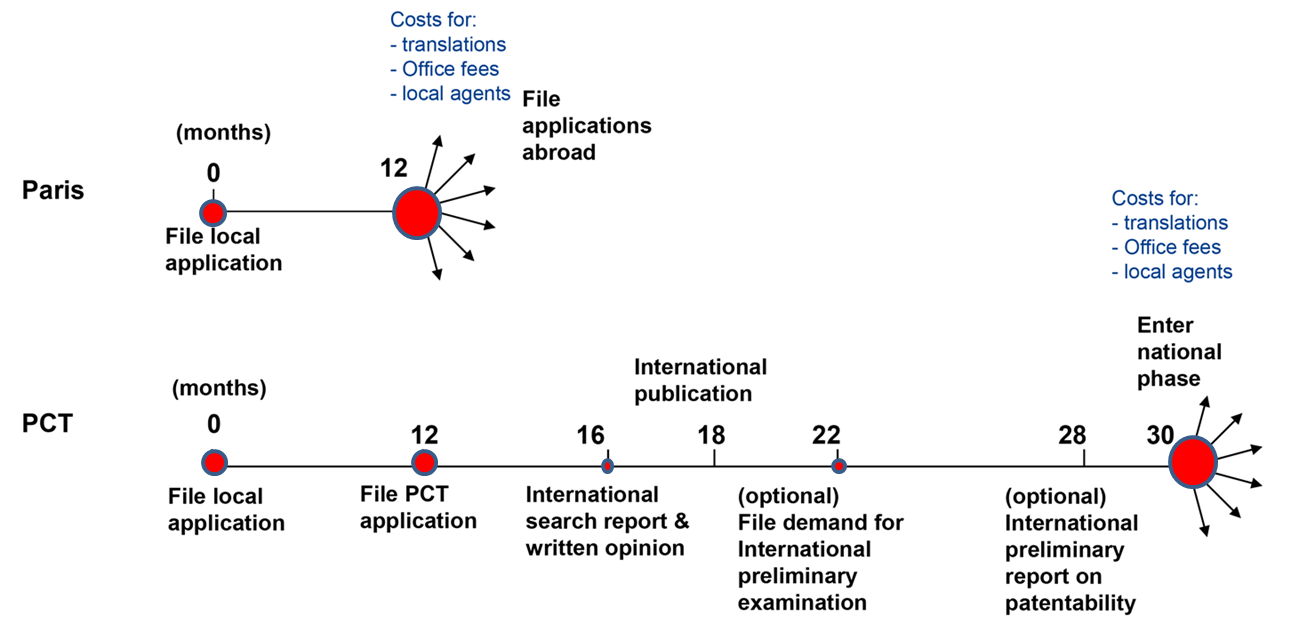 Costs for:
- translations
- Office fees
- local agents
File
applications
abroad
(months)
0
12
Paris
File local
application
Costs for:
- translations
- Office fees
- local agents
Enter
national
phase
International
publication
(months)
PCT
0
12
16
18
22
28
30
File local
application
File PCT
application
International
search report &
written opinion
(optional)
File demand for
International
preliminary
examination
(optional)
International
preliminary
report on
patentability